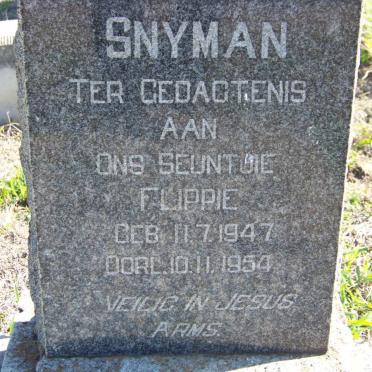 SNYMAN
TER GEDAGTENIS
AAN
ONS SEUNTJIE
FLIPPIE
GEB. 11.7.1947
OORL. 10.11.1954
VEILIG IN JESUS
ARMS